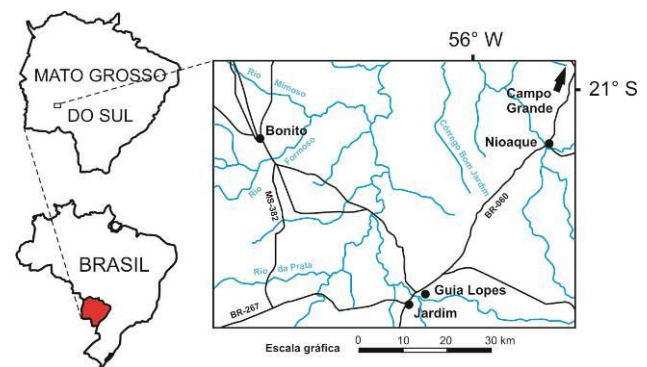 MATO GROSSO
DO SUL
BRASIL
56° W
21° S
Campo
Grande
Rio Mimoso
Bonito
Rio Formoso
Córrego Bom Jardim
Nioaque
MS-382
BR-060
Rio da Prata
Guia Lopes
BR-267
Jardim
Escala gráfica
0 10 20 30 km